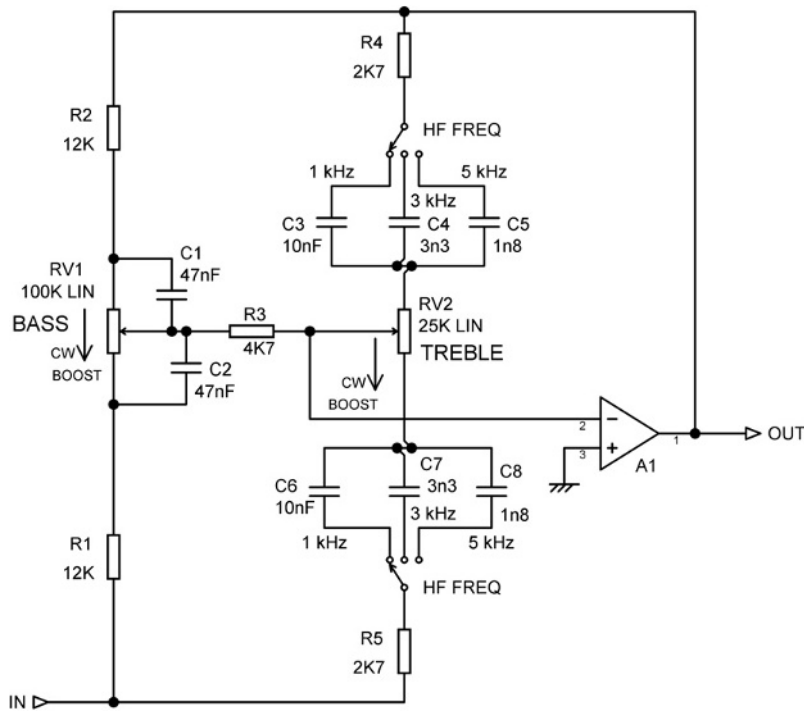 R4
2K7
R2
12K
HF FREQ
1 kHz
5 kHz
3 kHz
C3
10nF
C4
3n3
C5
1n8
C1
47nF
RV1
100K LIN
BASS
CW
BOOST
R3
4K7
RV2
25K LIN
TREBLE
CW
BOOST
C2
47nF
2
3
1
A1
OUT
C6
10nF
C7
3n3
C8
1n8
3 kHz
1 kHz
5 kHz
HF FREQ
R1
12K
R5
2K7
IN